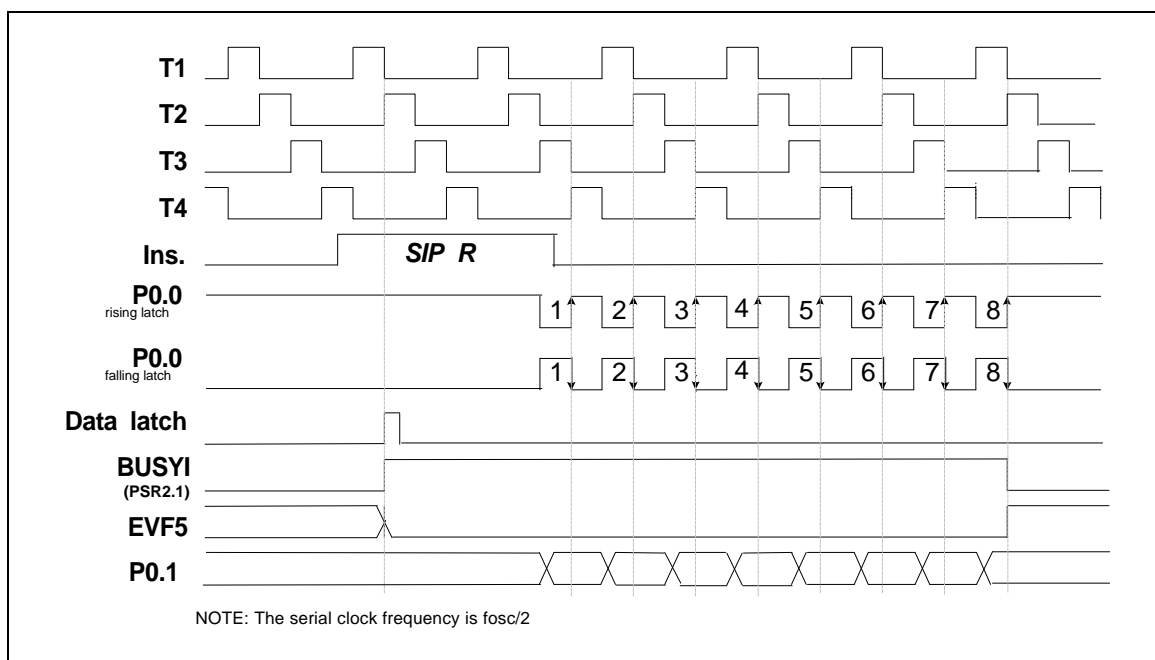 T1
T2
T3
T4
Ins.
SIP R
P0.0
rising latch
1 2 3 4 5 6 7 8
P0.0
falling latch
1 2 3 4 5 6 7 8
Data latch
BUSYI
(PSR2.1)
EVF5
P0.1
NOTE: The serial clock frequency is fosc/2